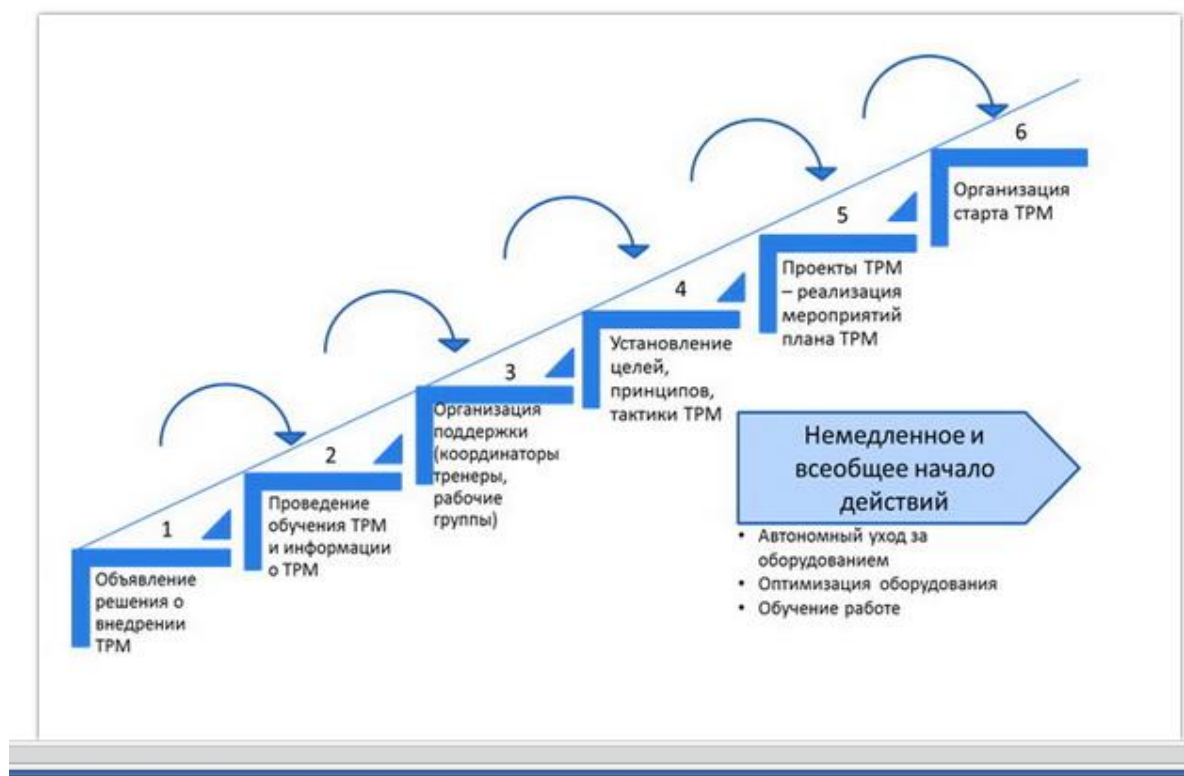 1
Объявление
решения о
внедрении
ТРМ
2
Проведение
обучения ТРМ
и информации
о ТРМ
3
Организация
поддержки
(координаторы
тренеры,
рабочие
группы)
4
Установление
целей,
принципов,
тактики ТРМ
5
Проекты ТРМ
– реализация
мероприятий
плана ТРМ
6
Организация
старта ТРМ
Немедленное и
всеобщее начало
действий
• Автономный уход за
оборудованием
• Оптимизация оборудования
• Обучение работе